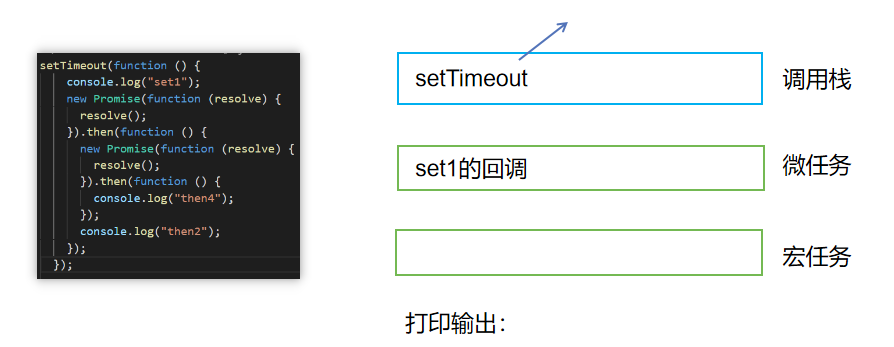 setTimeout(function () {
console.log("set1");
new Promise(function (resolve) {
resolve();
}).then(function () {
new Promise(function (resolve) {
resolve();
}).then(function () {
console.log("then4");
});
console.log("then2");
});
});
setTimeout
调用栈
set1的回调
微任务
宏任务
打印输出：